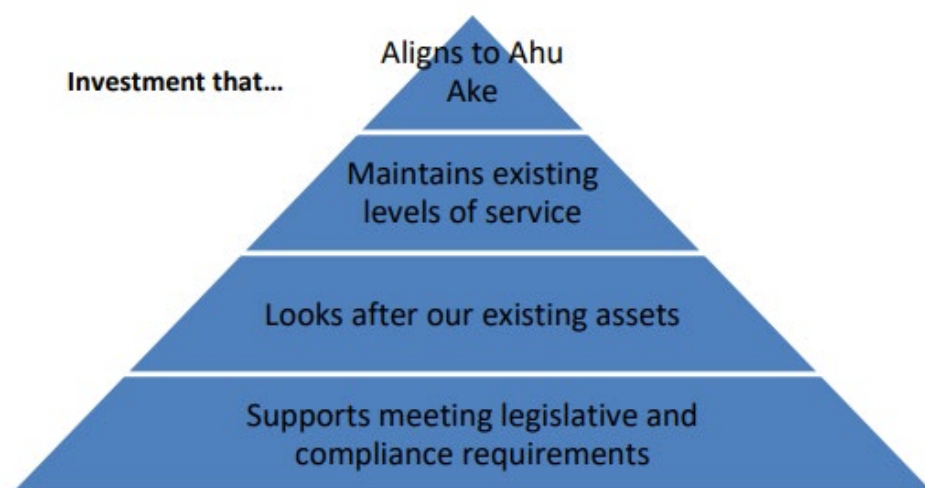 Investment that…
Aligns to Ahu
Ake
Maintains existing
levels of service
Looks after our existing assets
Supports meeting legislative and
compliance requirements